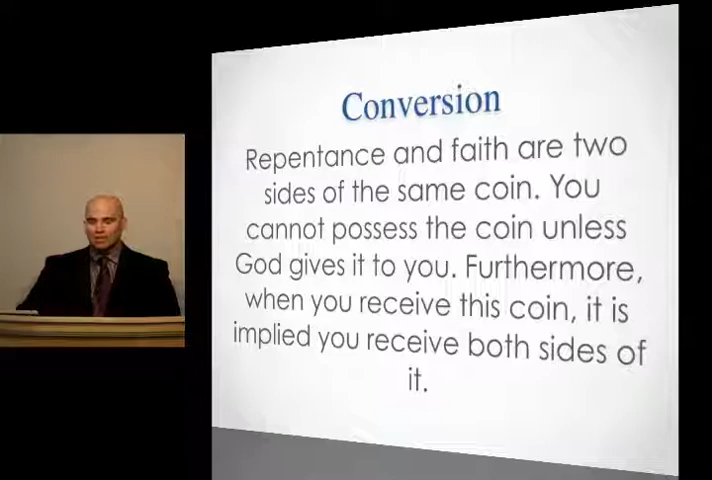 Conversion
Repentance and faith are two
sides of the same coin. You
cannot possess the coin unless
God gives it to you. Furthermore,
when you receive this coin, it is
implied you receive both sides of
it.